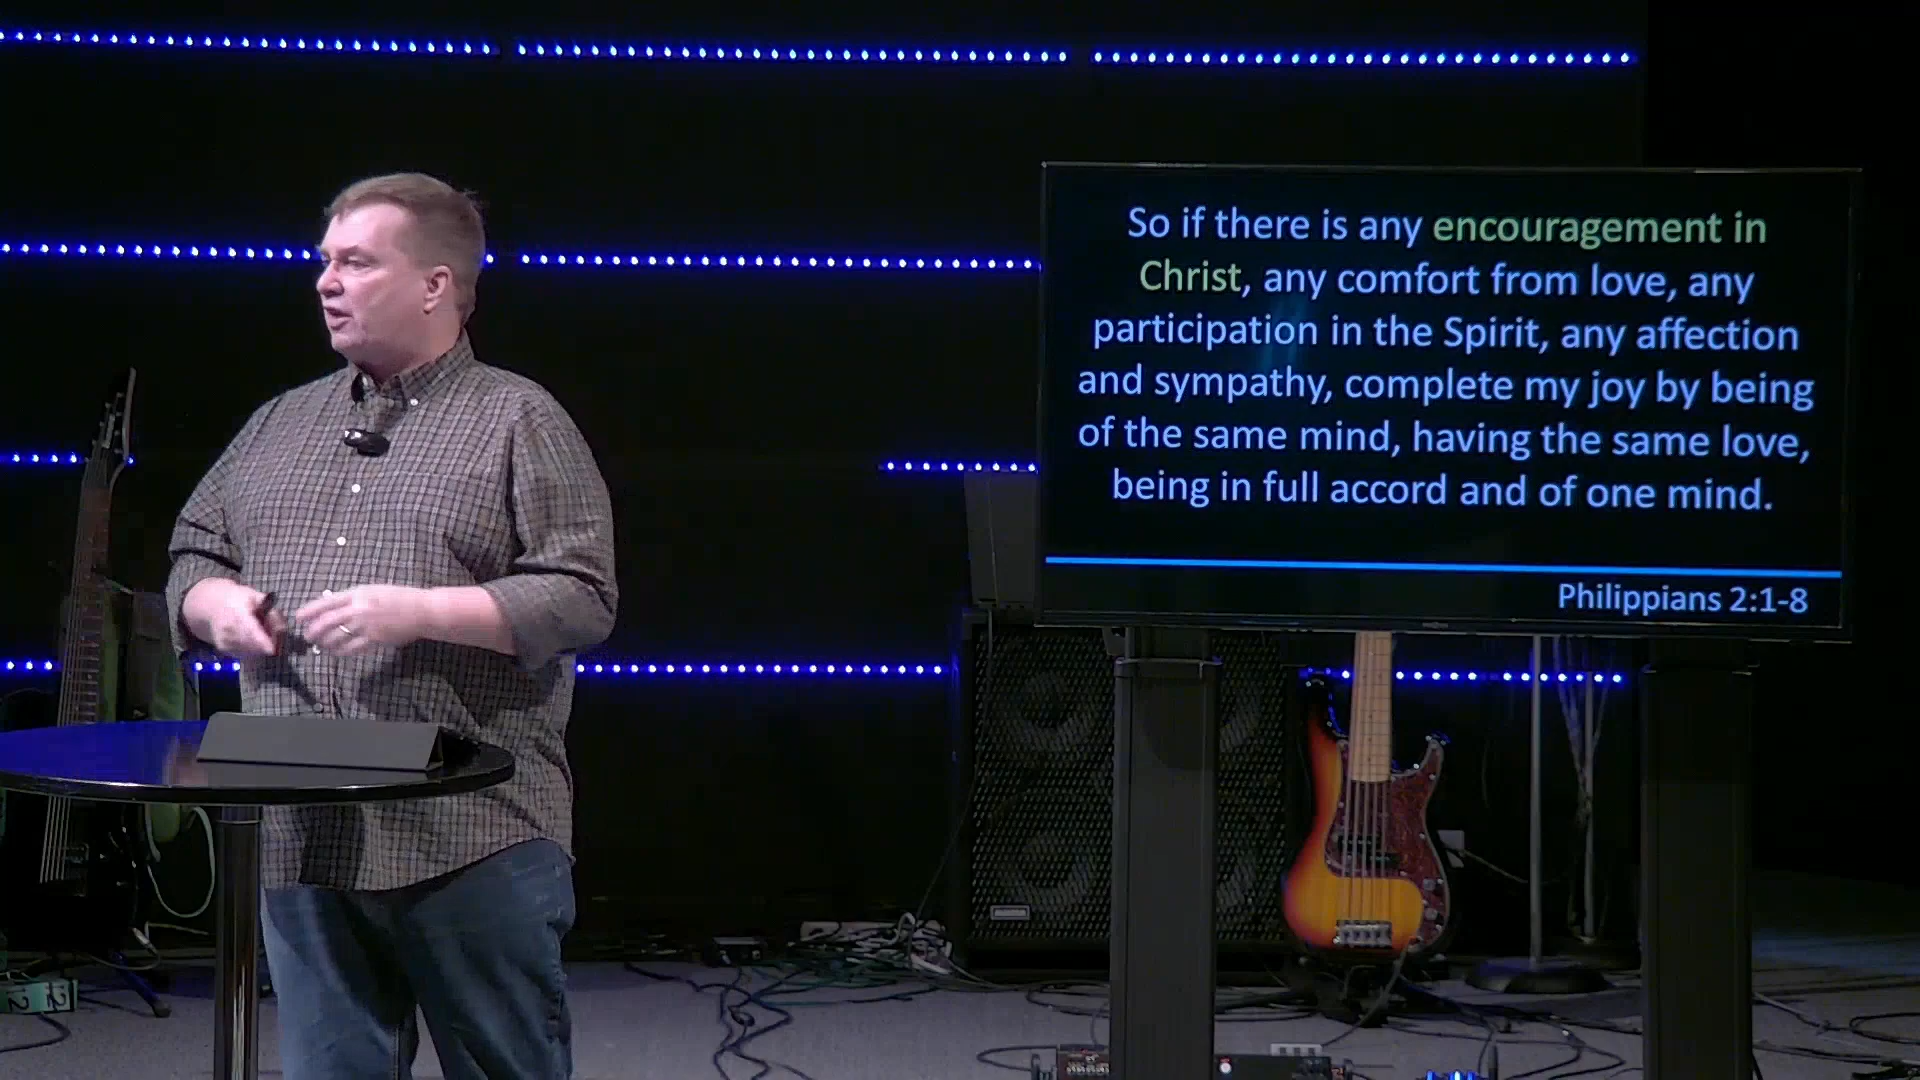 So if there is any encouragement in
Christ, any comfort from love, any
participation in the Spirit, any affection
and sympathy, complete my joy by being
of the same mind, having the same love,
being in full accord and of one mind.
Philippians 2:1-8
12